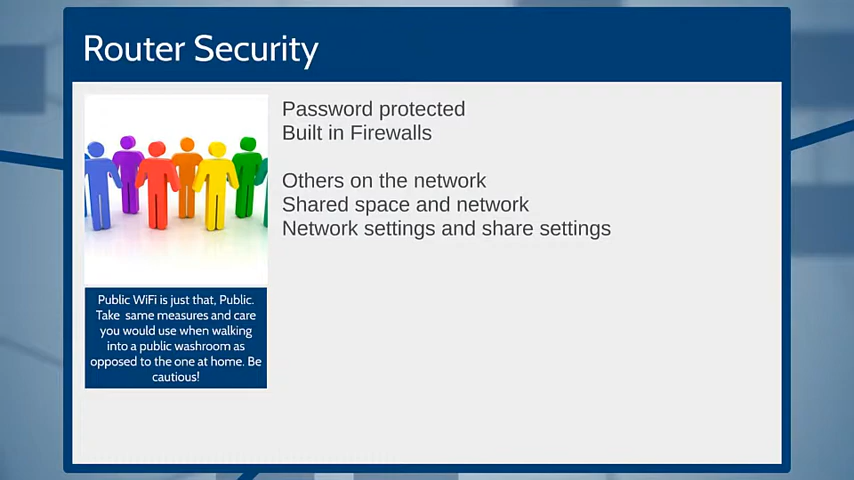 Router Security
Password protected
Built in Firewalls
Others on the network
Shared space and network
Network settings and share settings
Public WiFi is just that, Public.
Take same measures and care
you would use when walking
into a public washroom as
opposed to the one at home. Be
cautious!